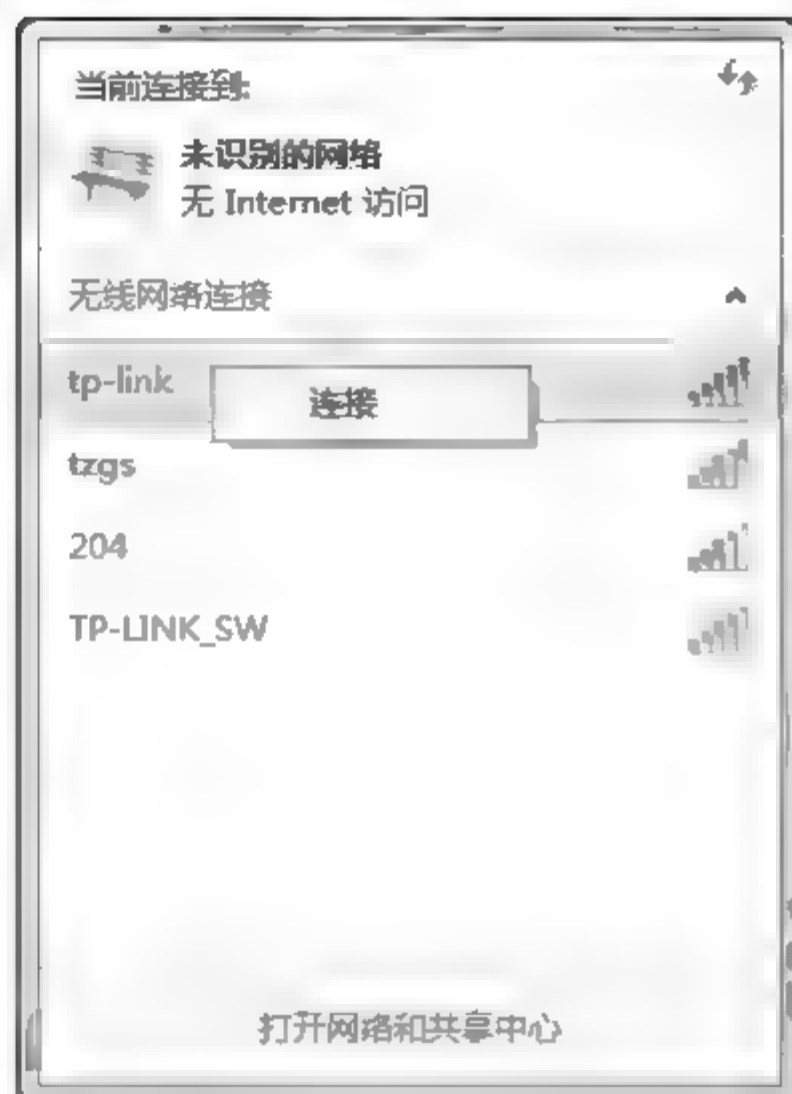 当前连接到:
未识别的网络
无 Internet 访问
无线网络连接
tp-link
连接
tzgs
204
TP-LINK_SW
打开网络和共享中心